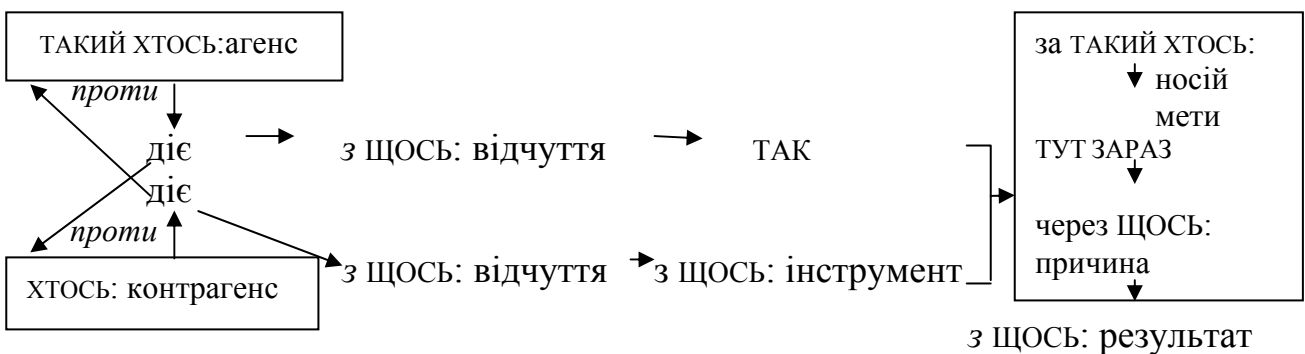 ТАКИЙ ХТОСЬ:агенс
проти
діє
діє
проти
ХТОСЬ: контрагенс
з ЩОСЬ: відчуття
ТАК
з ЩОСЬ: відчуття
з ЩОСЬ: інструмент
за ТАКИЙ ХТОСЬ:
носій
мети
ТУТ ЗАРАЗ
через ЩОСЬ:
причина
з ЩОСЬ: результат